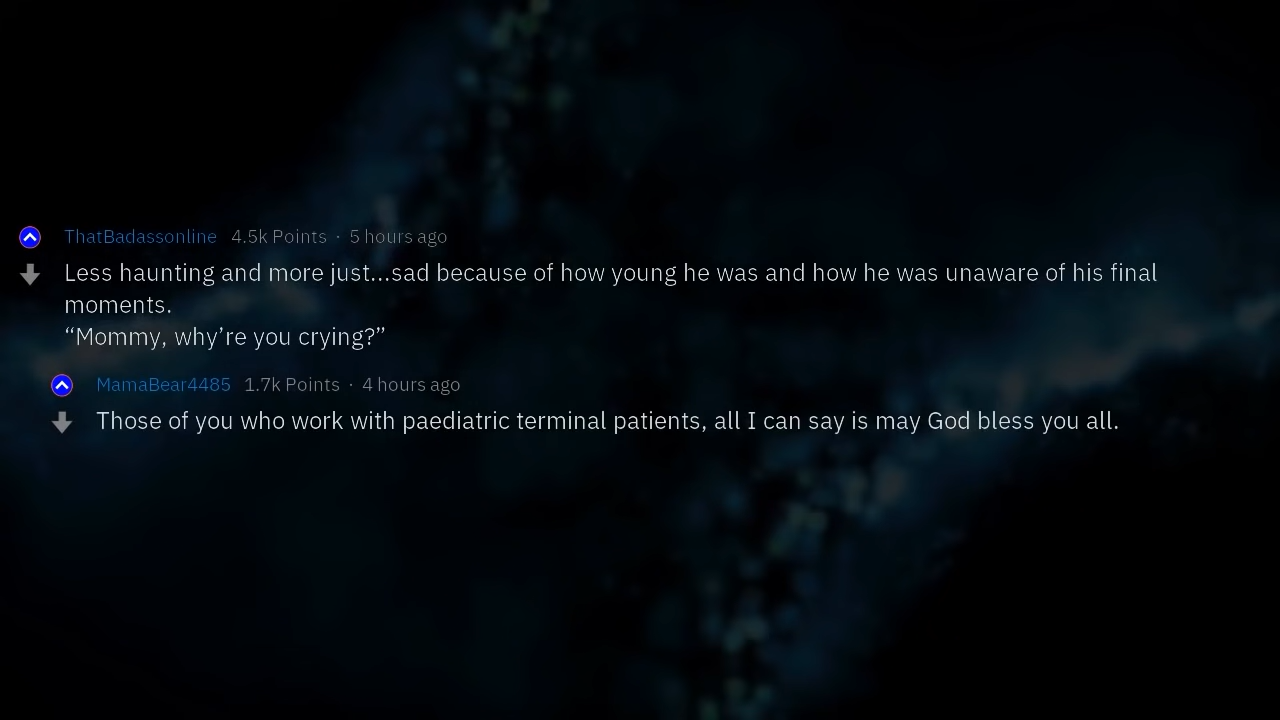 ThatBadassonline 4.5k Points · 5 hours ago
Less haunting and more just...sad because of how young he was and how he was unaware of his final
moments.
“Mommy, why’re you crying?”
MamaBear4485 1.7k Points · 4 hours ago
Those of you who work with paediatric terminal patients, all I can say is may God bless you all.